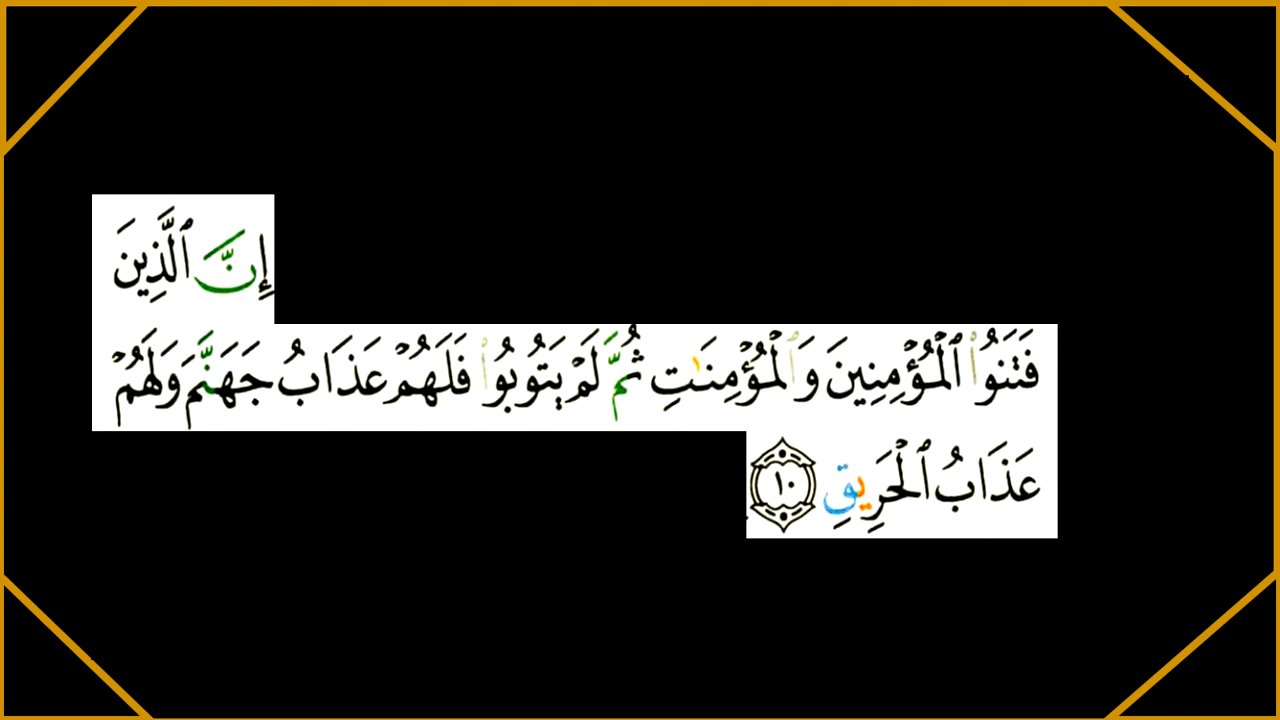 إِنَّ ٱلَّذِينَ
فَتَنُوا۟ ٱلْمُؤْمِنِينَ وَٱلْمُؤْمِنَـٰتِ ثُمَّ لَمْ يَتُوبُوا۟ فَلَهُمْ عَذَابُ جَهَنَّمَ وَلَهُمْ
عَذَابُ ٱلْحَرِيقِ ١٠